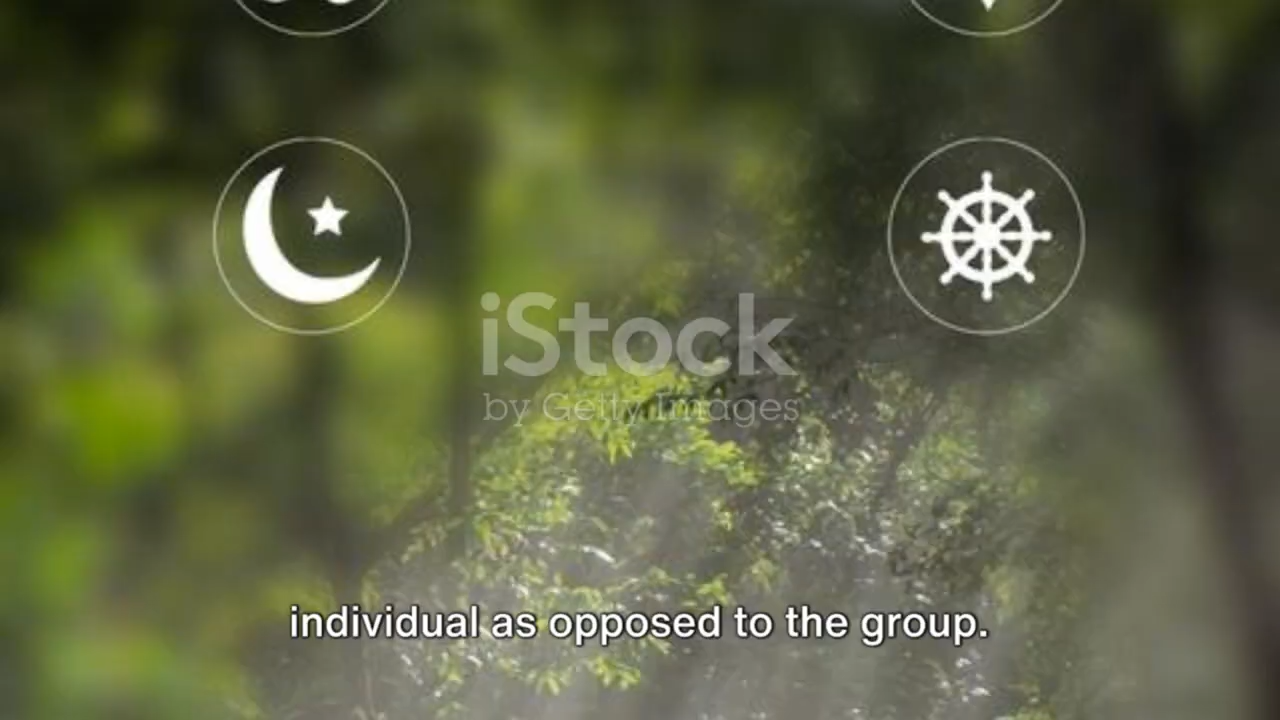 iStock
by Getty Images
individual as opposed to the group.